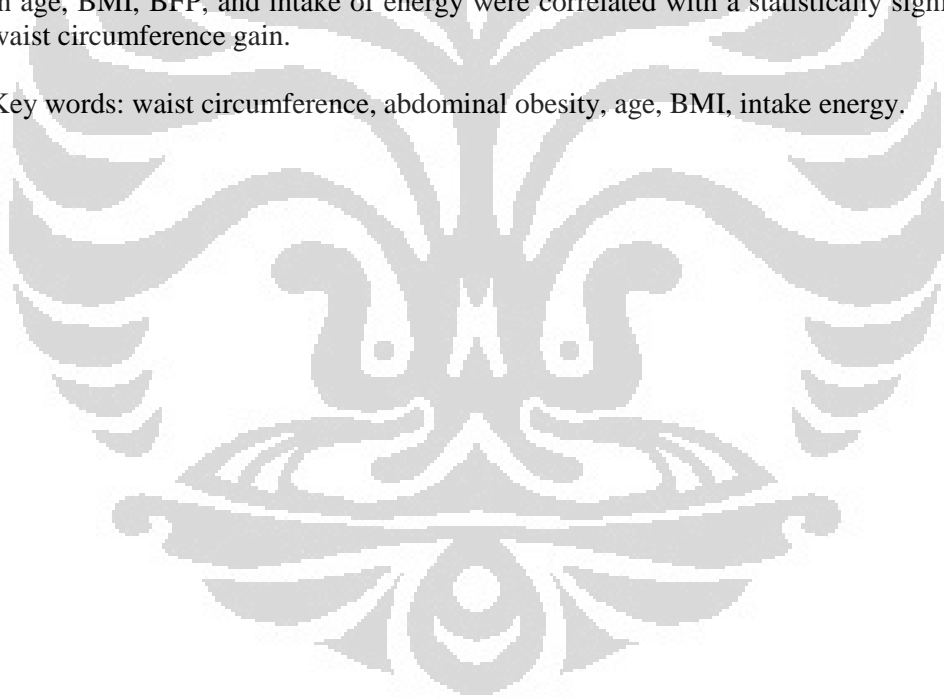 in age, BMI, BFP, and intake of energy were correlated with a statistically
waist circumference gain.
Key words: waist circumference, abdominal obesity, age, BMI, intake energy.